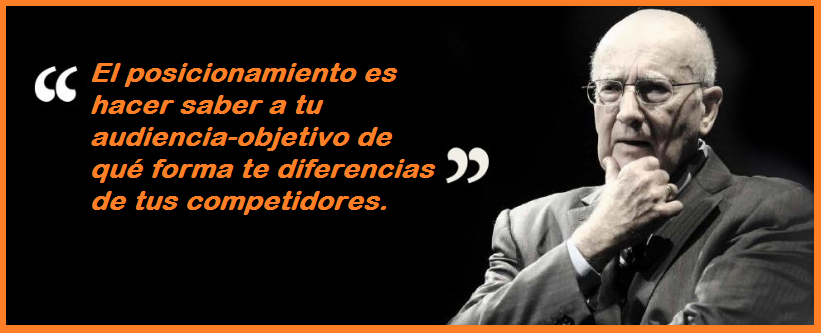 “ El posicionamiento es
hacer saber a tu
audiencia-objetivo de
qué forma te diferencias
de tus competidores. ”